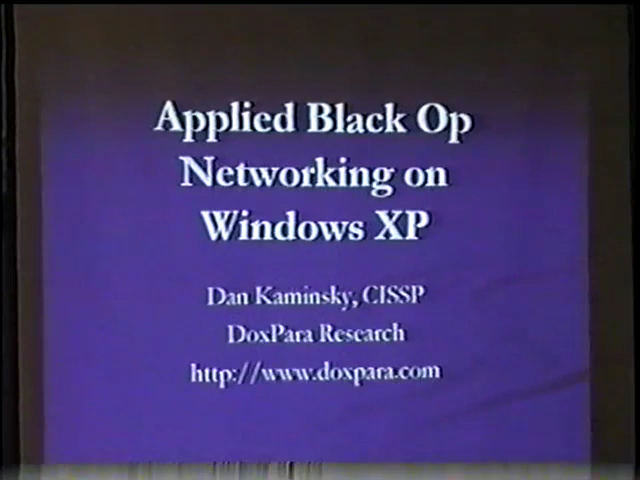 Applied Black Op
Networking on
Windows XP
Dan Kaminsky, CISSP
DoxPara Research
http://www.doxpara.com